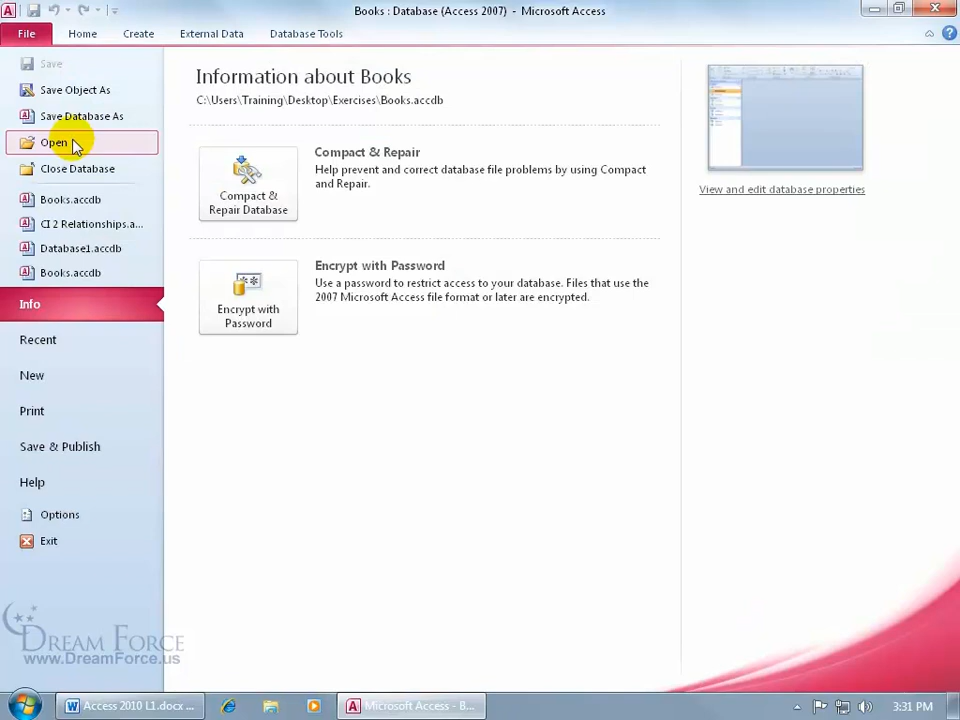 Books : Database (Access 2007) - Microsoft Access
File Home Create External Data Database Tools
Save
Save Object As
Save Database As
Open
Close Database
Books.accdb
CI 2 Relationships.a...
Database1.accdb
Books.accdb
Info
Recent
New
Print
Save & Publish
Help
Options
Exit
Information about Books
C:\Users\Training\Desktop\Exercises\Books.accdb
Compact &
Repair Database
Compact & Repair
Help prevent and correct database file problems by using Compact
and Repair.
Encrypt with
Password
Encrypt with Password
Use a password to restrict access to your database. Files that use the
2007 Microsoft Access file format or later are encrypted.
View and edit database properties
DREAM FORCE
www.DreamForce.us
Access 2010 L1.docx ...
Microsoft Access - B...
3:31 PM